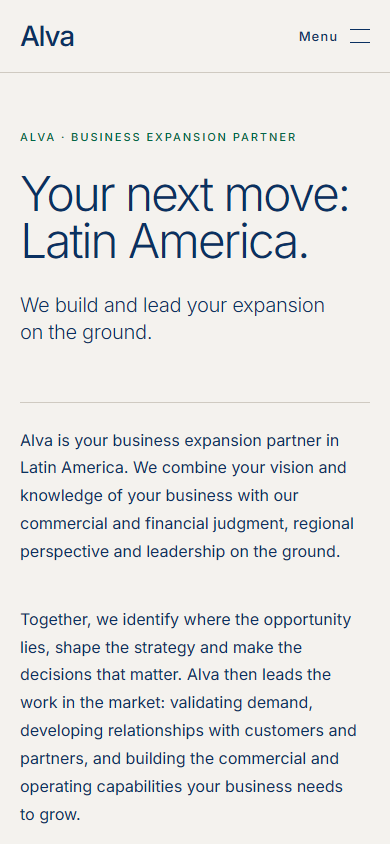 Alva
Menu
ALVA · BUSINESS EXPANSION PARTNER
Your next move:
Latin America.
We build and lead your expansion
on the ground.
Alva is your business expansion partner in
Latin America. We combine your vision and
knowledge of your business with our
commercial and financial judgment, regional
perspective and leadership on the ground.
Together, we identify where the opportunity
lies, shape the strategy and make the
decisions that matter. Alva then leads the
work in the market: validating demand,
developing relationships with customers and
partners, and building the commercial and
operating capabilities your business needs
to grow.